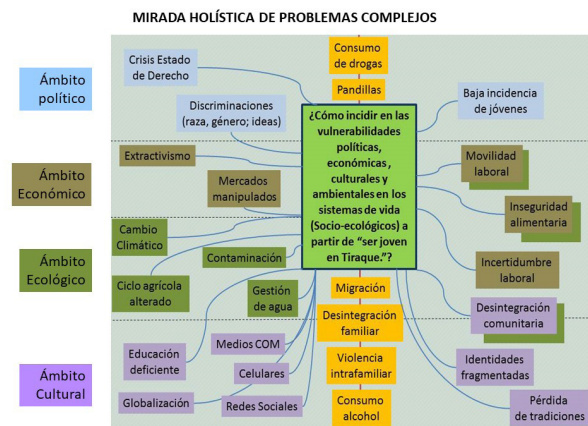 MIRADA HOLÍSTICA DE PROBLEMAS COMPLEJOS
Ámbito
político
Ámbito
Económico
Ámbito
Ecológico
Ámbito
Cultural
Crisis Estado
de Derecho
Discriminaciones
(raza, género; ideas)
Extractivismo
Mercados
manipulados
Cambio
Climático
Contaminación
Ciclo agrícola
alterado
Gestión
de agua
Educación
deficiente
Medios COM
Celulares
Globalización
Redes Sociales
Consumo
de drogas
Pandillas
¿Cómo incidir en las
vulnerabilidades
políticas,
económicas,
culturales y
ambientales en los
sistemas de vida
(Socio-ecológicos) a
partir de “ser joven
en Tiraque.”?
Migración
Desintegración
familiar
Violencia
intrafamiliar
Consumo
alcohol
Baja incidencia
de jóvenes
Movilidad
laboral
Inseguridad
alimentaria
Incertidumbre
laboral
Desintegración
comunitaria
Identidades
fragmentadas
Pérdida
de tradiciones